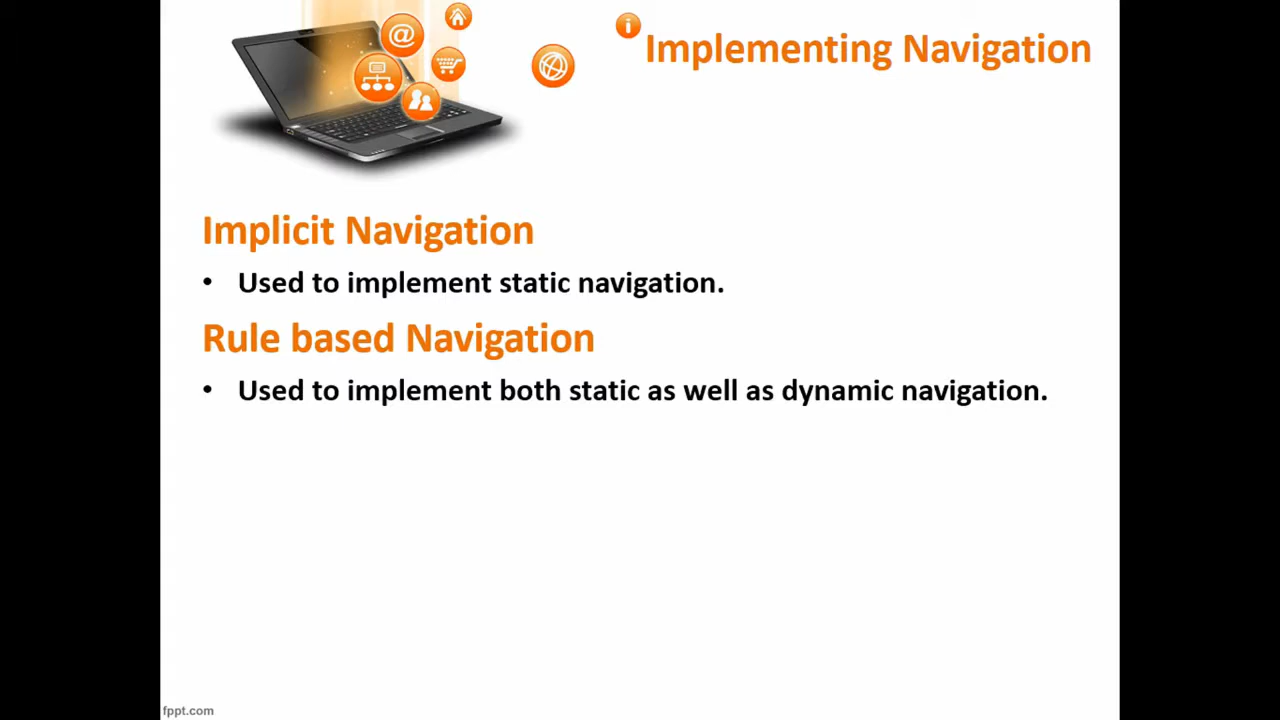 Implementing Navigation
Implicit Navigation
• Used to implement static navigation.
Rule based Navigation
• Used to implement both static as well as dynamic navigation.
fppt.com